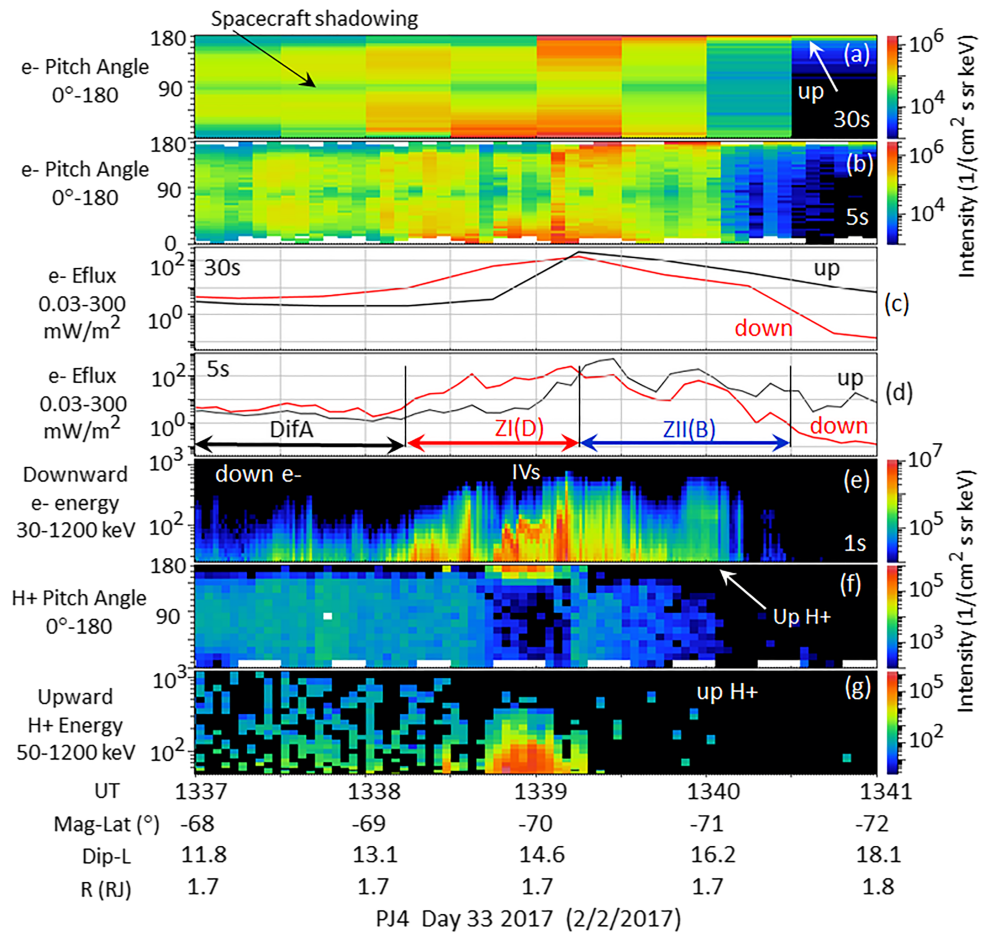 Spacecraft shadowing
e- Pitch Angle
0°-180
180
90
(a)
up
30s
10⁶
10⁴
e- Pitch Angle
0°-180
180
90
0
(b)
5s
10⁶
10⁴
Intensity (1/(cm² s sr keV)
e- Eflux
0.03-300
mW/m²
10²
10⁰
30s
up
down
(c)
e- Eflux
0.03-300
mW/m²
10²
10⁰
10³
5s
up
down
(d)
DifA
ZI(D)
ZII(B)
Downward
e- energy
30-1200 keV
10³
10²
down e-
IVs
(e)
1s
10⁷
10⁵
H+ Pitch Angle
0°-180
180
90
(f)
Up H+
10⁵
10³
Intensity (1/(cm² s sr keV)
Upward
H+ Energy
50-1200 keV
10³
10²
up H+
(g)
10⁵
10²
UT 1337 1338 1339 1340 1341
Mag-Lat (°) -68 -69 -70 -71 -72
Dip-L 11.8 13.1 14.6 16.2 18.1
R (RJ) 1.7 1.7 1.7 1.7 1.8
PJ4 Day 33 2017 (2/2/2017)